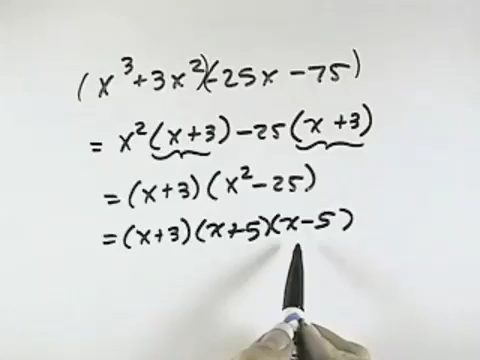 (x³+3x²)(-25x-75)
= x²(x+3)-25(x+3)
=(x+3)(x²-25)
=(x+3)(x+5)(x-5)